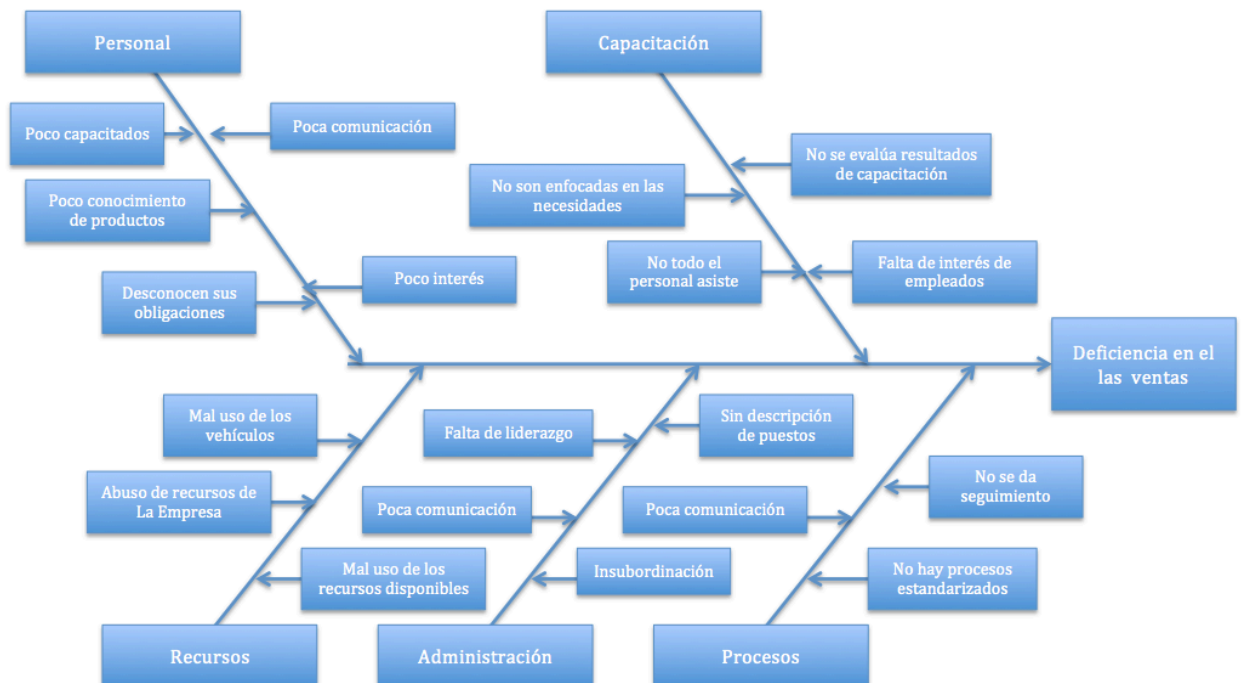 Personal
Capacitación
Poco capacitados
Poca comunicación
Poco conocimiento
de productos
Poco interés
Desconocen sus
obligaciones
No se evalúa resultados
de capacitación
No son enfocadas en las
necesidades
No todo el
personal asiste
Falta de interés de
empleados
Deficiencia en el
las ventas
Mal uso de los
vehículos
Abuso de recursos de
La Empresa
Mal uso de los
recursos disponibles
Falta de liderazgo
Sin descripción
de puestos
Poca comunicación
Insubordinación
Poca comunicación
No se da
seguimiento
No hay procesos
estandarizados
Recursos
Administración
Procesos